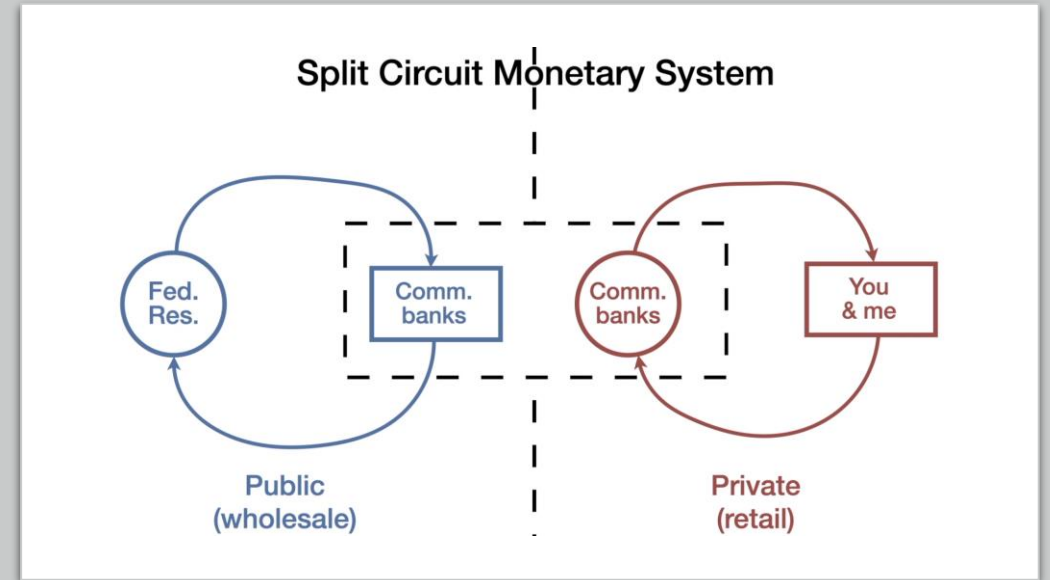 Split Circuit Monetary System
Fed.
Res.
Comm.
banks
Comm.
banks
You
& me
Public
(wholesale)
Private
(retail)